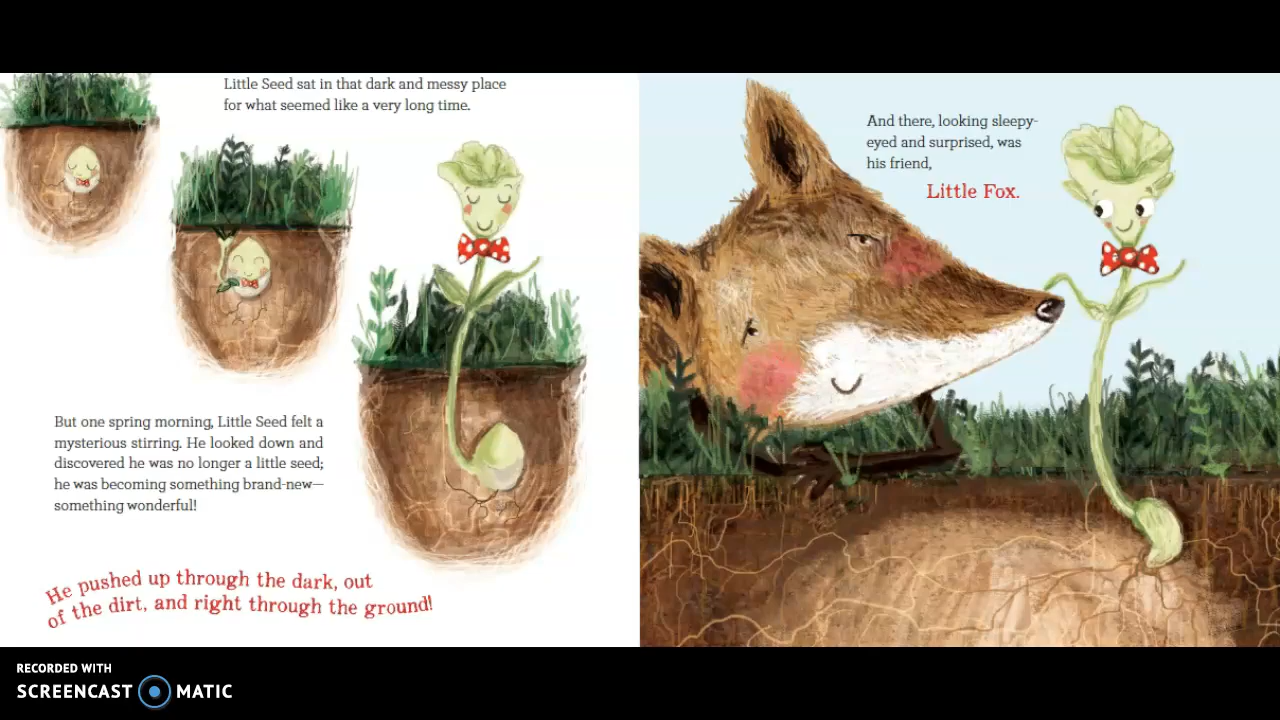 Little Seed sat in that dark and messy place
for what seemed like a very long time.
But one spring morning, Little Seed felt a
mysterious stirring. He looked down and
discovered he was no longer a little seed;
he was becoming something brand-new—
something wonderful!
He pushed up through the dark, out
of the dirt, and right through the ground!
And there, looking sleepy-
eyed and surprised, was
his friend,
Little Fox.
RECORDED WITH
SCREENCAST MATIC